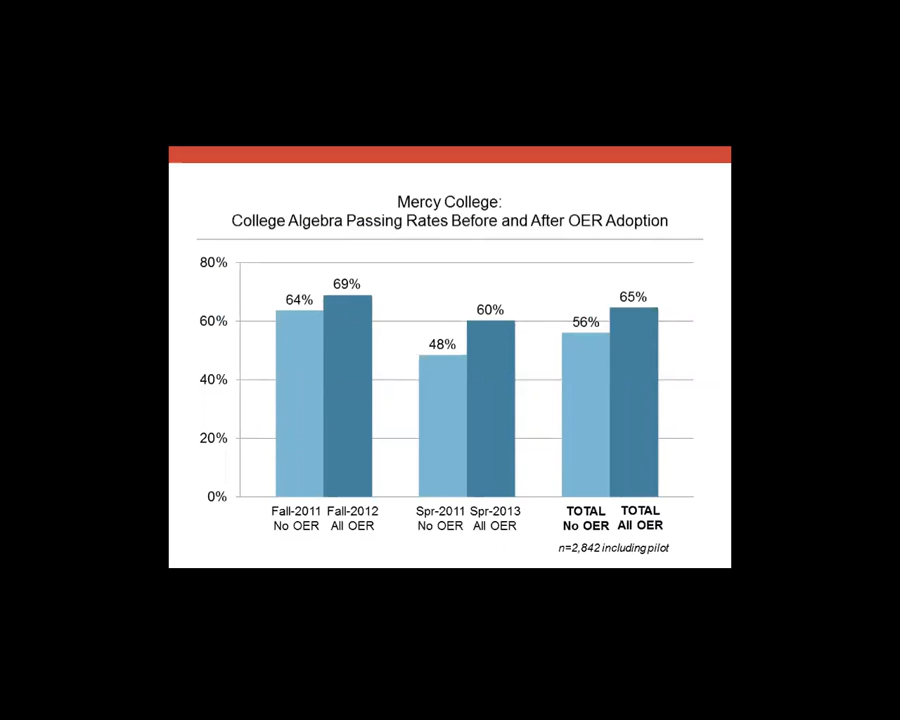 Mercy College:
College Algebra Passing Rates Before and After OER Adoption
80%
60%
40%
20%
0%
64%
69%
48%
60%
56%
65%
Fall-2011 Fall-2012 Spr-2011 Spr-2013 TOTAL TOTAL
No OER All OER No OER All OER No OER All OER
n=2,842 including pilot